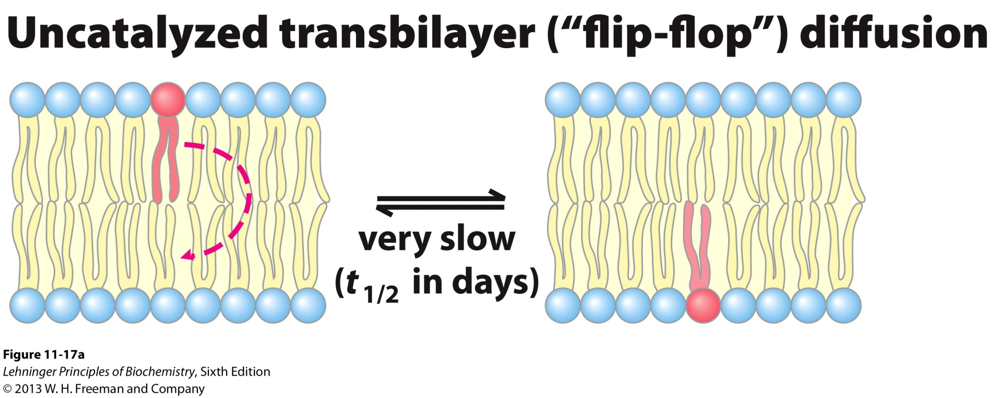 Uncatalyzed transbilayer (“flip-flop”) diffusion
very slow
(t 1/2 in days)
Figure 11-17a
Lehninger Principles of Biochemistry, Sixth Edition
© 2013 W. H. Freeman and Company